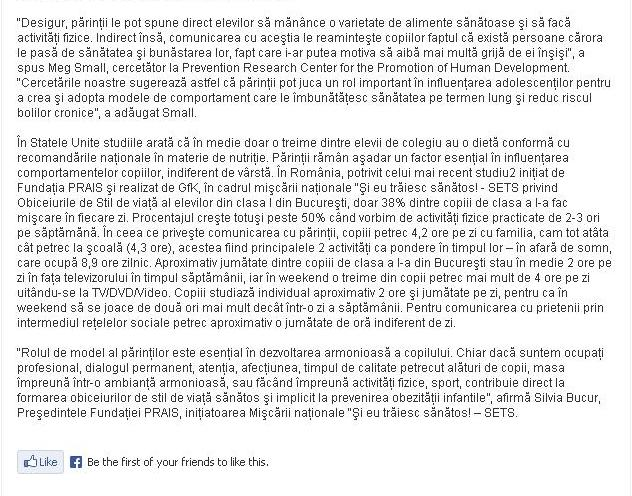 "Desigur, părinţii le pot spune direct elevilor să mănânce o varietate de alimente sănătoase şi să facă
activităţi fizice. Indirect însă, comunicarea cu aceştia le reaminteşte copiilor faptul că există persoane cărora
le pasă de sănătatea şi bunăstarea lor, fapt care i-ar putea motiva să aibă mai multă grijă de ei înşişi", a
spus Meg Small, cercetător la Prevention Research Center for the Promotion of Human Development.
"Cercetările noastre sugerează astfel că părinţii pot juca un rol important în influenţarea adolescenţilor pentru
a crea şi adopta modele de comportament care le îmbunătăţesc sănătatea pe termen lung şi reduc riscul
bolilor cronice", a adăugat Small.
În Statele Unite studiile arată că în medie doar o treime dintre elevii de colegiu au o dietă conformă cu
recomandările naţionale în materie de nutriţie. Părinţii rămân aşadar un factor esenţial în influenţarea
comportamentelor copiilor, indiferent de vârstă. În România, potrivit celui mai recent studiu2 iniţiat de
Fundaţia PRAIS şi realizat de GfK, în cadrul mişcării naţionale "Şi eu trăiesc sănătos! - SETS privind
Obiceiurile de Stil de viaţă al elevilor din clasa I din Bucureşti, doar 38% dintre copiii de clasa a I-a fac
mişcare în fiecare zi. Procentajul creşte totuşi peste 50% când vorbim de activităţi fizice practicate de 2-3 ori
pe săptămână. În ceea ce priveşte comunicarea cu părinţii, copiii petrec 4,2 ore pe zi cu familia, cam tot atâta
cât petrec la şcoală (4,3 ore), acestea fiind principalele 2 activităţi ca pondere în timpul lor – în afară de somn,
care ocupă 8,9 ore zilnic. Aproximativ jumătate dintre copiii de clasa a I-a din Bucureşti stau în medie 2 ore pe
zi în faţa televizorului în timpul săptămânii, iar în weekend o treime din copii petrec mai mult de 4 ore pe zi
uitându-se la TV/DVD/Video. Copiii studiază individual aproximativ 2 ore şi jumătate pe zi, pentru ca în
weekend să se joace de două ori mai mult decât într-o zi a săptămânii. Pentru comunicarea cu prietenii prin
intermediul reţelelor sociale petrec aproximativ o jumătate de oră indiferent de zi.
"Rolul de model al părinţilor este esenţial în dezvoltarea armonioasă a copilului. Chiar dacă suntem ocupaţi
profesional, dialogul permanent, atenţia, afecţiunea, timpul de calitate petrecut alături de copii, masa
împreună într-o ambianţă armonioasă, sau făcând împreună activităţi fizice, sport, contribuie direct la
formarea obiceiurilor de stil de viaţă sănătos şi implicit la prevenirea obezităţii infantile", afirmă Silvia Bucur,
Preşedintele Fundaţiei PRAIS, iniţiatoarea Mişcării naţionale "Şi eu trăiesc sănătos! – SETS.
Like Be the first of your friends to like this.